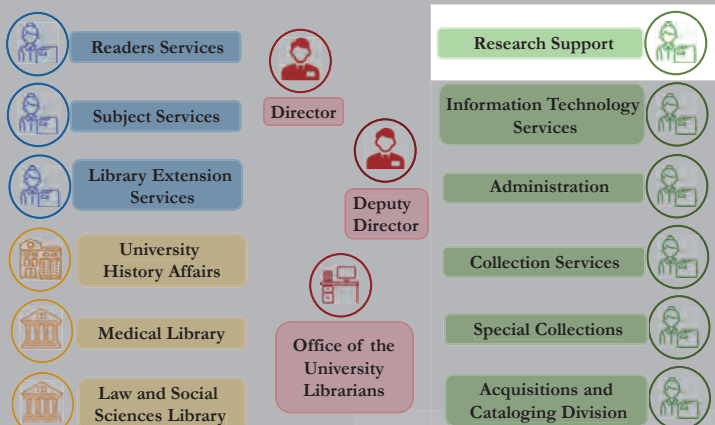 Readers Services
Subject Services
Library Extension
Services
University
History Affairs
Medical Library
Law and Social
Sciences Library
Director
Deputy
Director
Office of the
University
Librarians
Research Support
Information Technology
Services
Administration
Collection Services
Special Collections
Acquisitions and
Cataloging Division